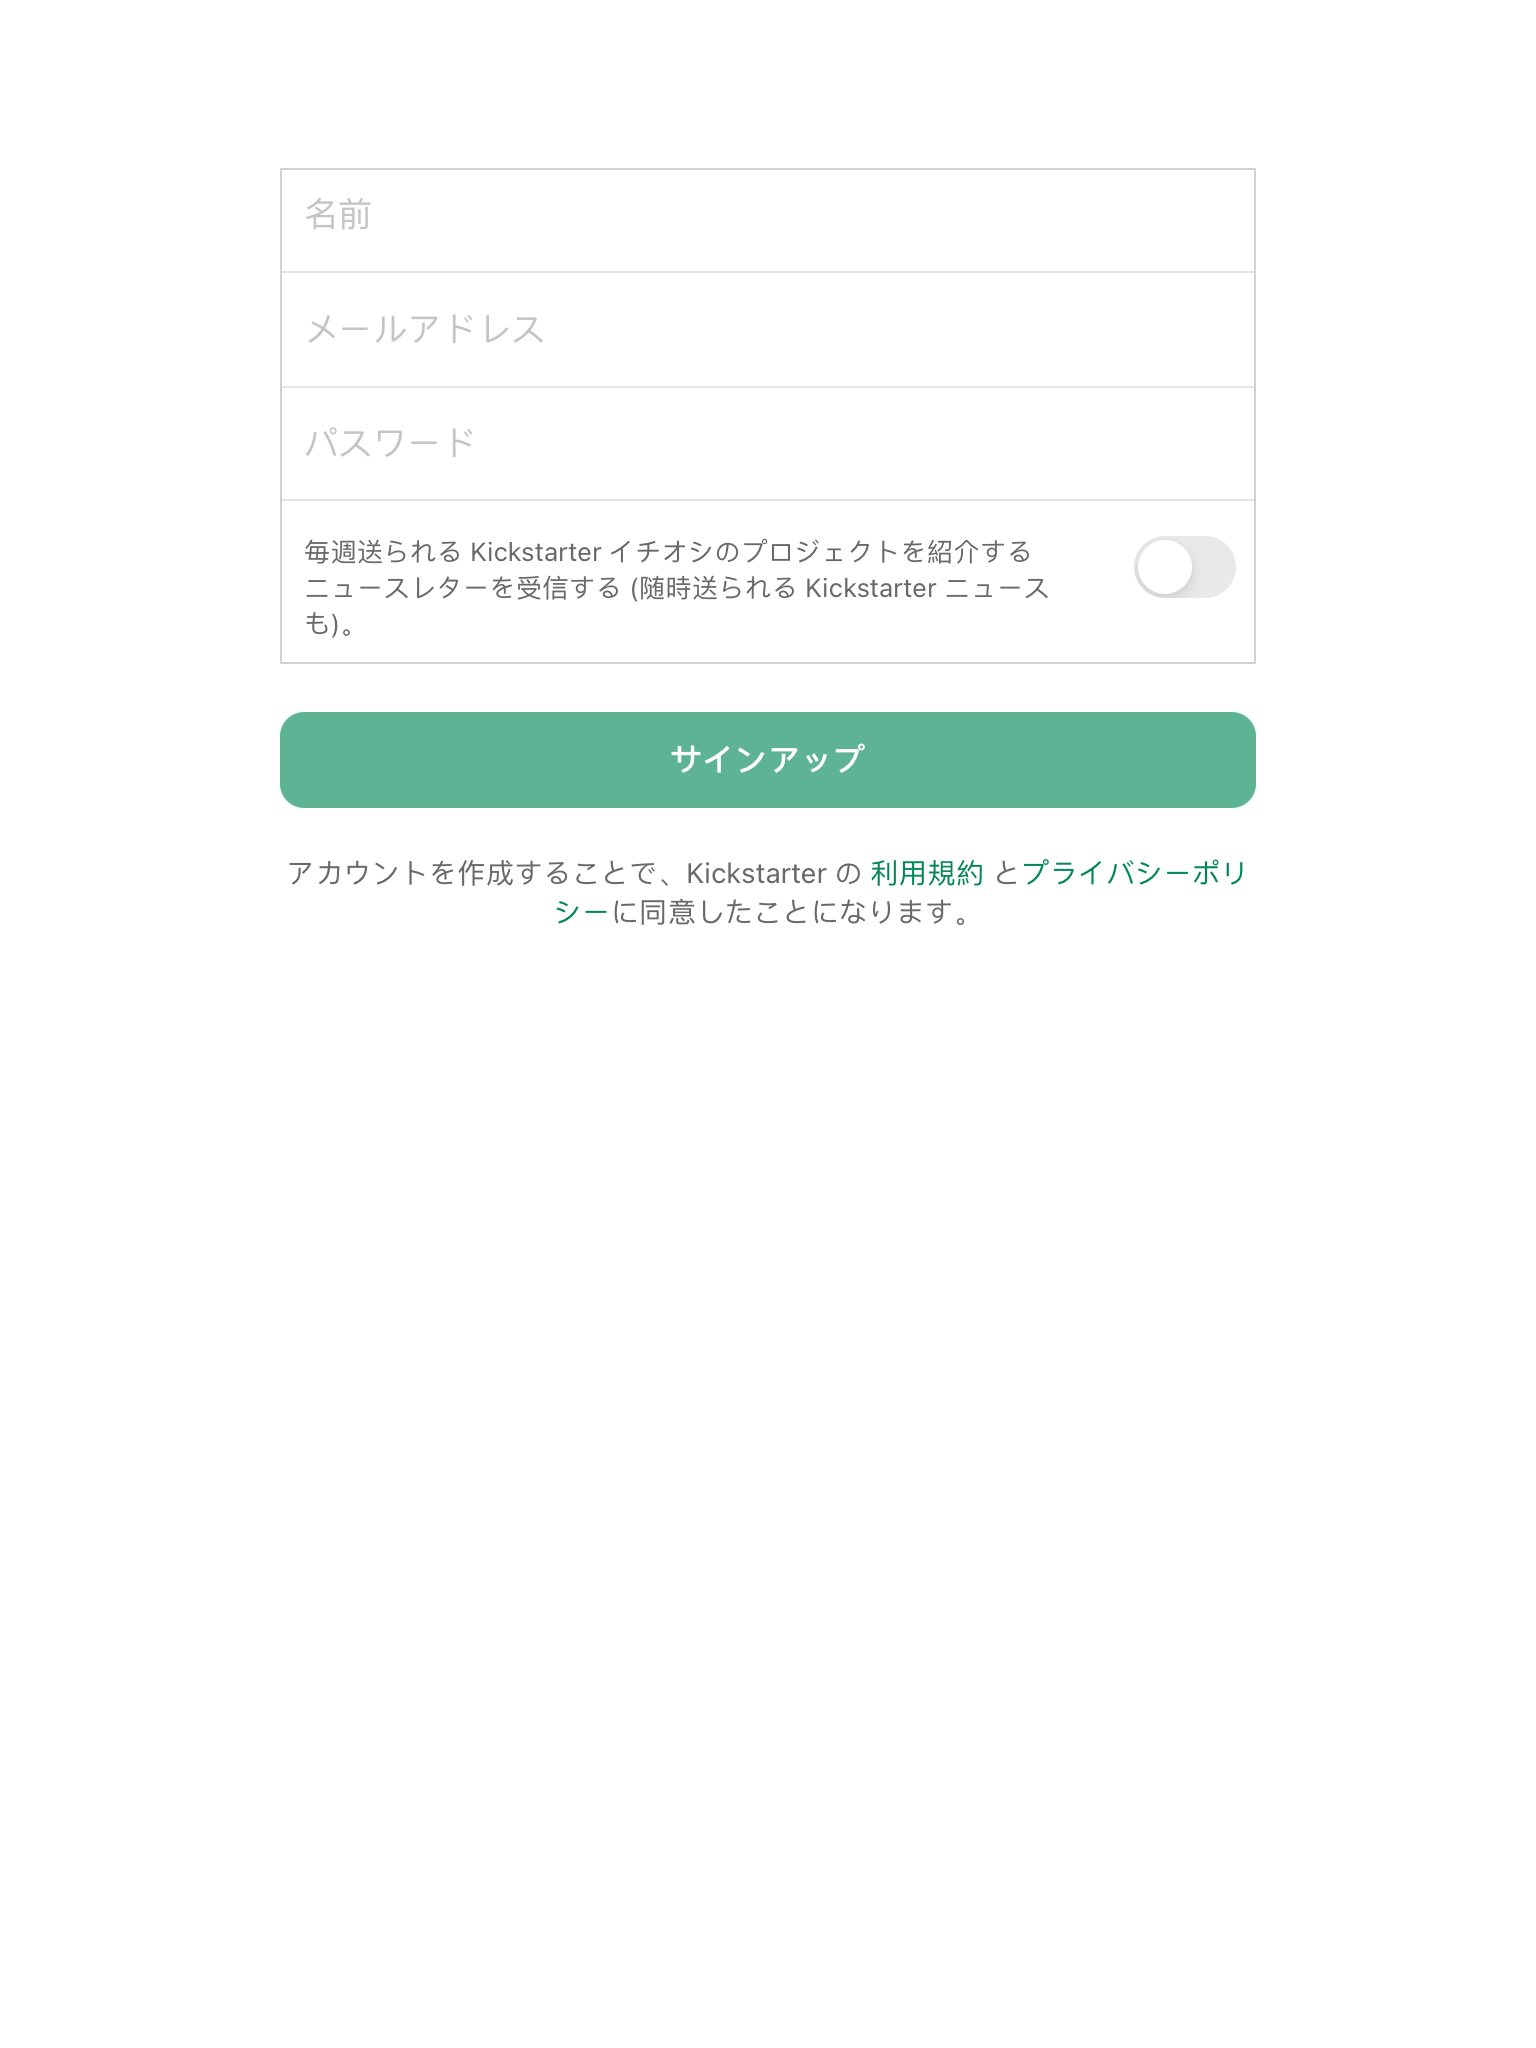 名前
メールアドレス
パスワード
毎週送られる Kickstarter イチオシのプロジェクトを紹介する
ニュースレターを受信する (随時送られる Kickstarter ニュース
も)。
サインアップ
アカウントを作成することで、Kickstarter の 利用規約 とプライバシーポリ
シーに同意したことになります。